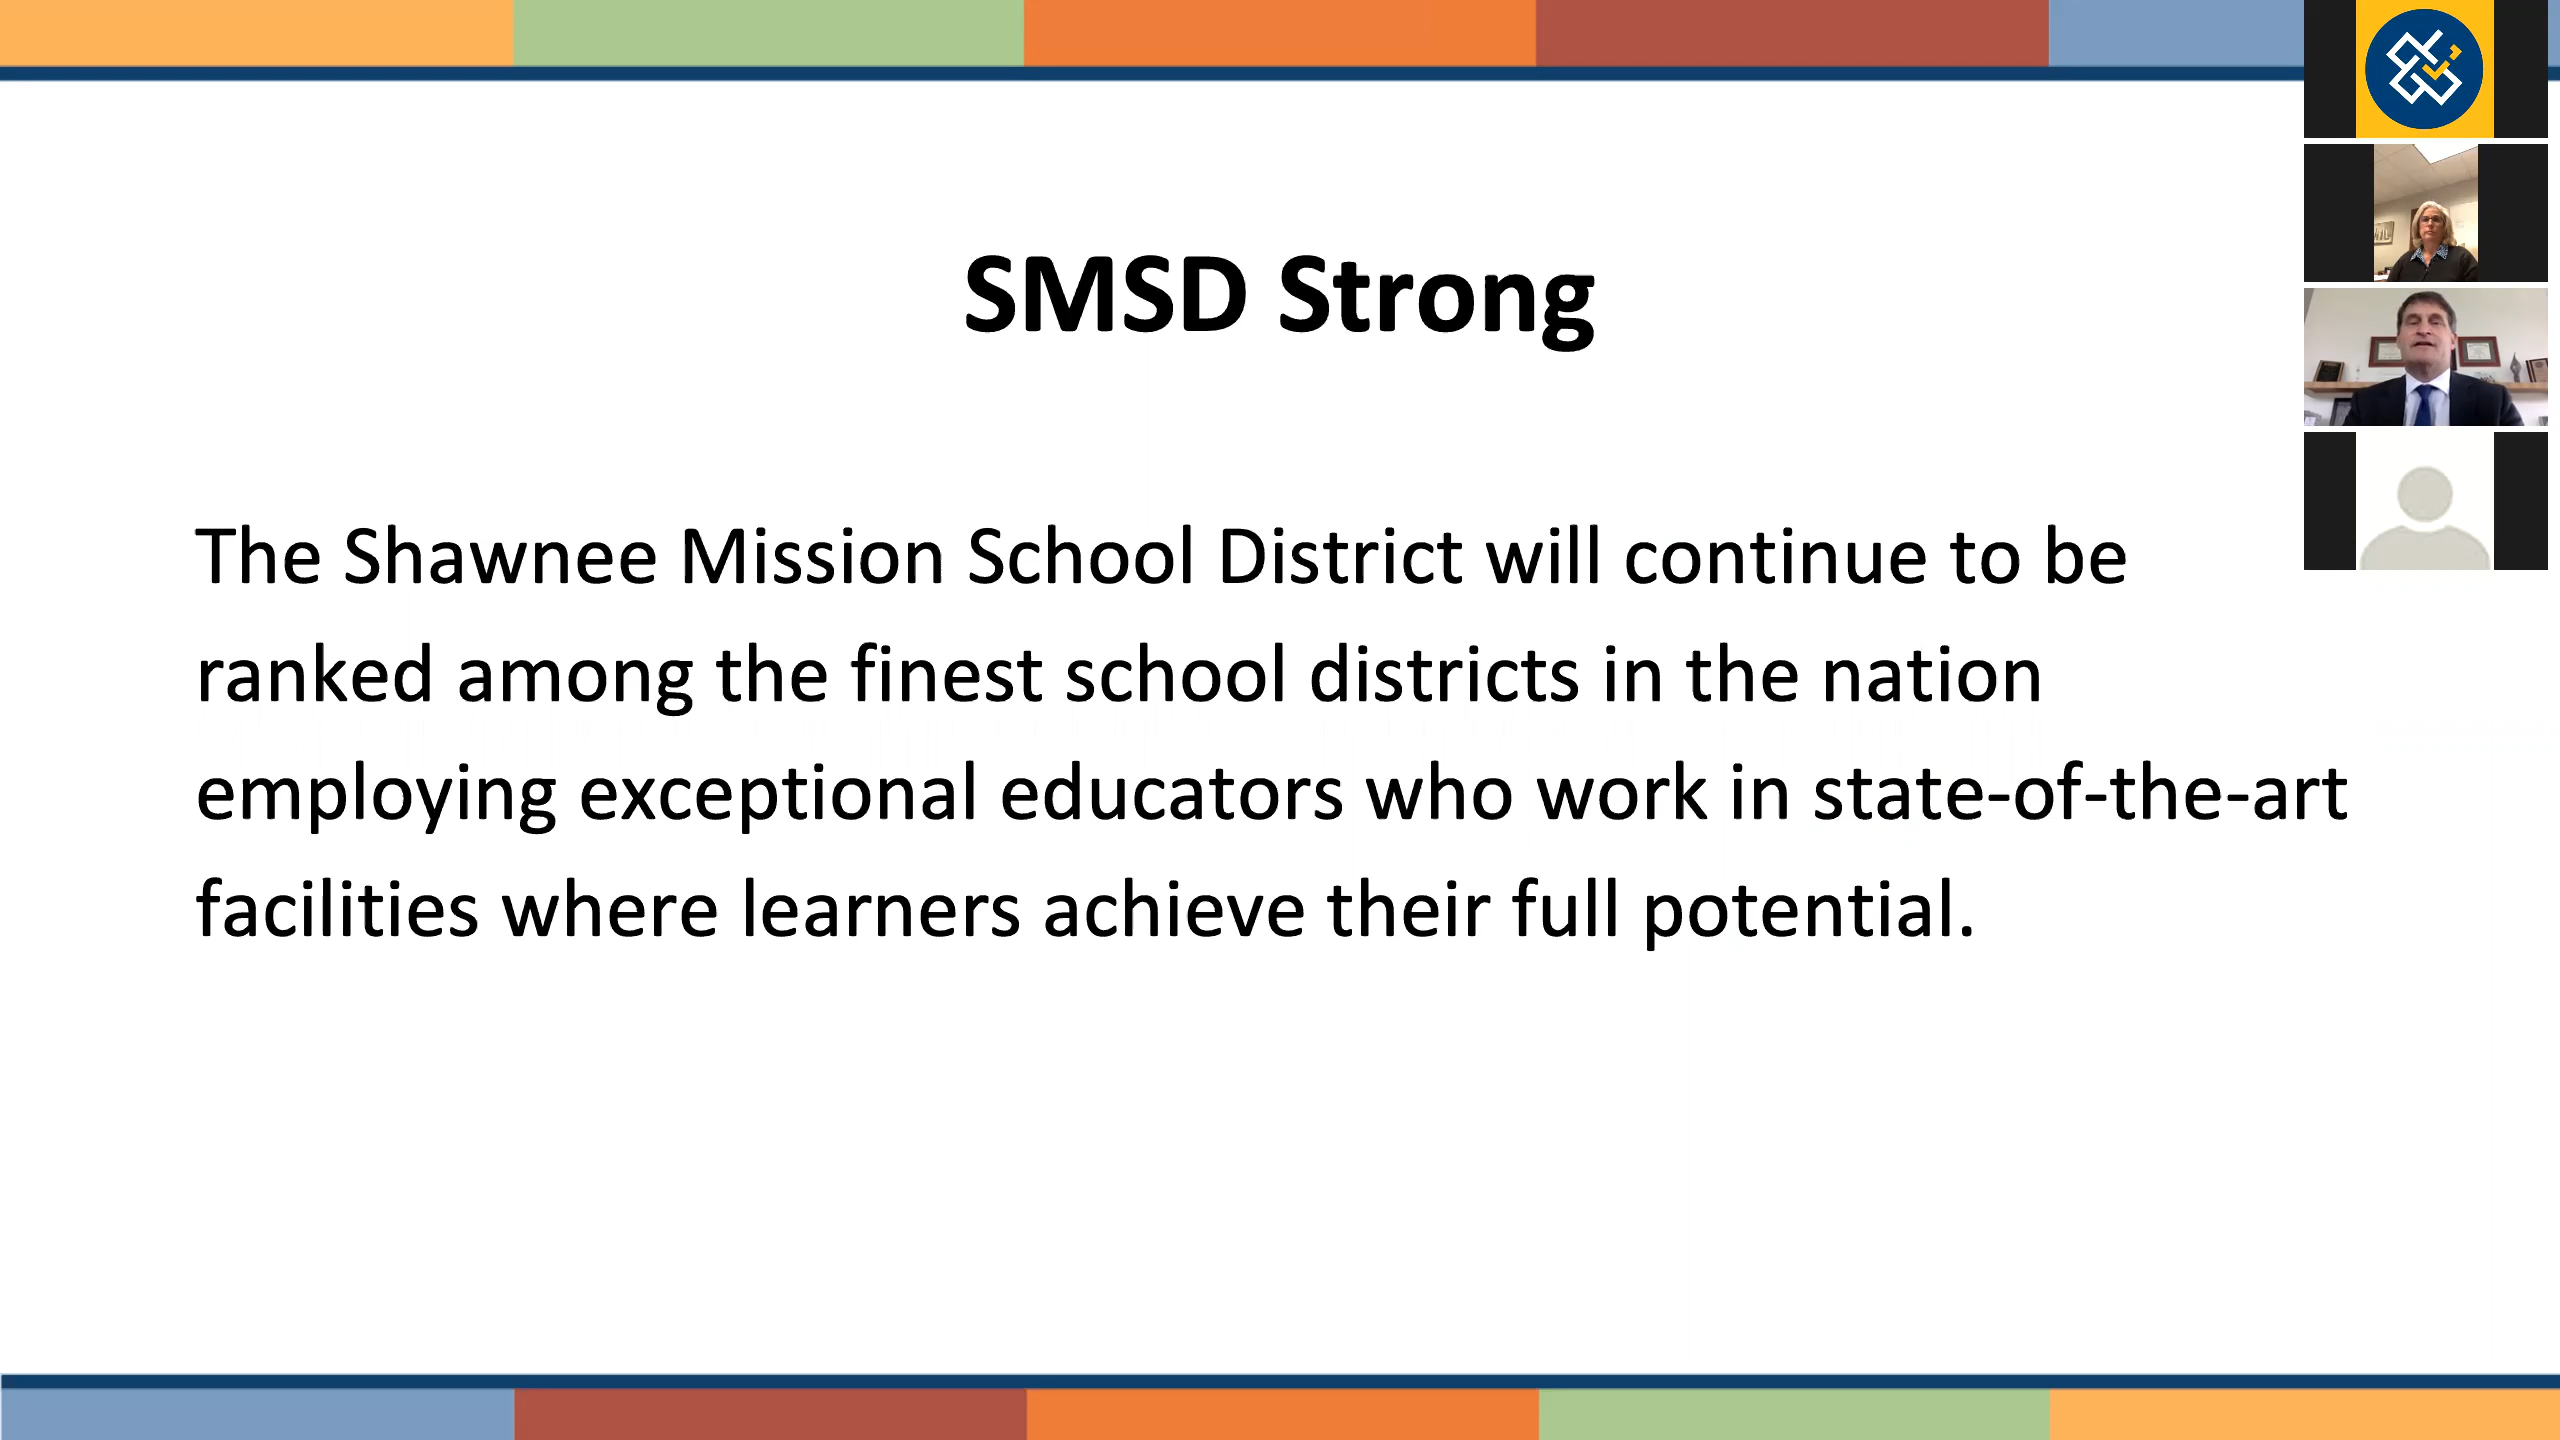 SMSD Strong
The Shawnee Mission School District will continue to be
ranked among the finest school districts in the nation
employing exceptional educators who work in state-of-the-art
facilities where learners achieve their full potential.